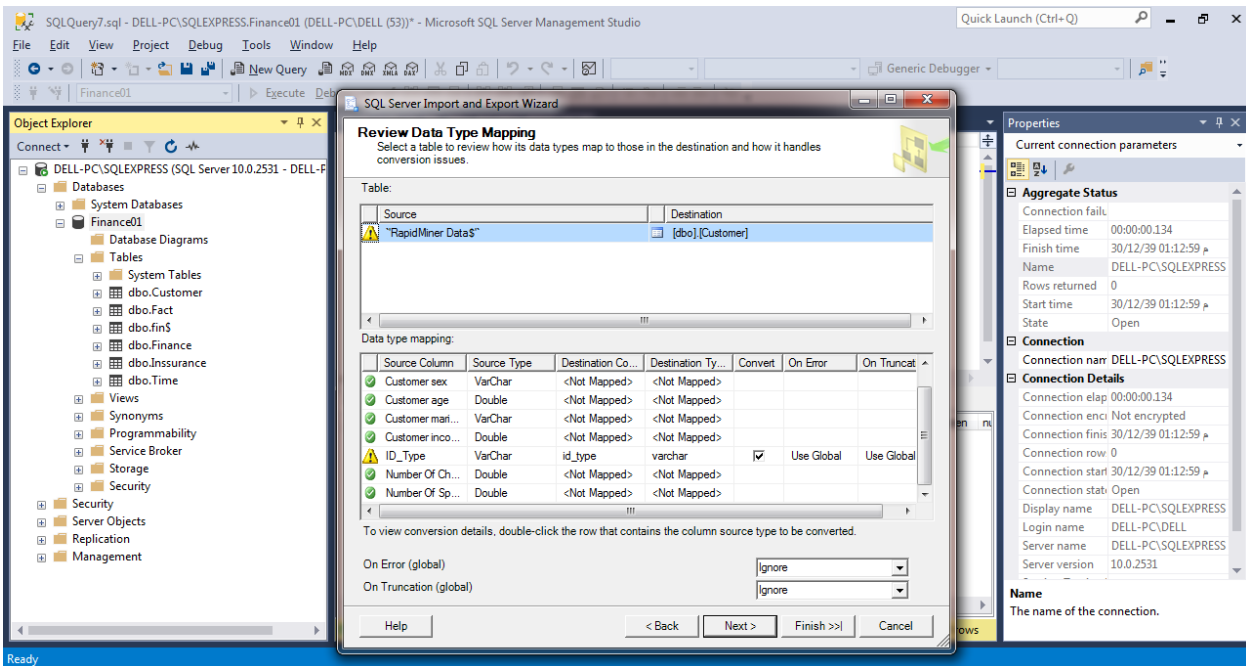 SQLQuery7.sql - DELL-PC\SQLEXPRESS.Finance01 (DELL-PC\DELL (53))* - Microsoft SQL Server Management Studio
Quick Launch (Ctrl+Q)
File Edit View Project Debug Tools Window Help
New Query
Generic Debugger
Finance01
Execute
Object Explorer
Connect
DELL-PC\SQLEXPRESS (SQL Server 10.0.2531 - DELL-P
Databases
System Databases
Finance01
Database Diagrams
Tables
System Tables
dbo.Customer
dbo.Fact
dbo.fin$
dbo.Finance
dbo.Inssurance
dbo.Time
Views
Synonyms
Programmability
Service Broker
Storage
Security
Security
Server Objects
Replication
Management
SQL Server Import and Export Wizard
Review Data Type Mapping
Select a table to review how its data types map to those in the destination and how it handles
conversion issues.
Table:
Source Destination
`'RapidMiner Data$'` [dbo].[Customer]
Data type mapping:
Source Column Source Type Destination Co... Destination Ty... Convert On Error On Truncat
Customer sex VarChar <Not Mapped> <Not Mapped>
Customer age Double <Not Mapped> <Not Mapped>
Customer mari... VarChar <Not Mapped> <Not Mapped>
Customer inco... Double <Not Mapped> <Not Mapped>
ID_Type VarChar id_type varchar Use Global Use Global
Number Of Ch... Double <Not Mapped> <Not Mapped>
Number Of Sp... Double <Not Mapped> <Not Mapped>
To view conversion details, double-click the row that contains the column source type to be converted.
On Error (global) Ignore
On Truncation (global) Ignore
Help < Back Next > Finish >>| Cancel
Properties
Current connection parameters
Aggregate Status
Connection failu
Elapsed time 00:00:00.134
Finish time 30/12/39 01:12:59 م
Name DELL-PC\SQLEXPRESS
Rows returned 0
Start time 30/12/39 01:12:59 م
State Open
Connection
Connection nam DELL-PC\SQLEXPRESS
Connection Details
Connection elap 00:00:00.134
Connection encr Not encrypted
Connection finis 30/12/39 01:12:59 م
Connection row 0
Connection start 30/12/39 01:12:59 م
Connection stat Open
Display name DELL-PC\SQLEXPRESS
Login name DELL-PC\DELL
Server name DELL-PC\SQLEXPRESS
Server version 10.0.2531
Name
The name of the connection.
ows
Ready